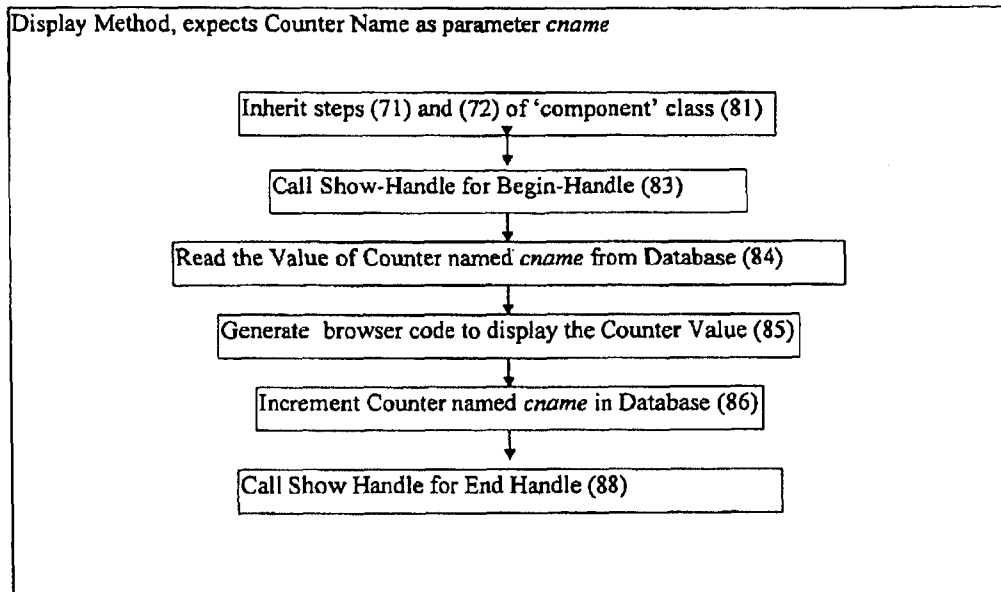 Display Method, expects Counter Name as parameter cname
Inherit steps (71) and (72) of ‘component’ class (81)
Call Show-Handle for Begin-Handle (83)
Read the Value of Counter named cname from Database (84)
Generate browser code to display the Counter Value (85)
Increment Counter named cname in Database (86)
Call Show Handle for End Handle (88)